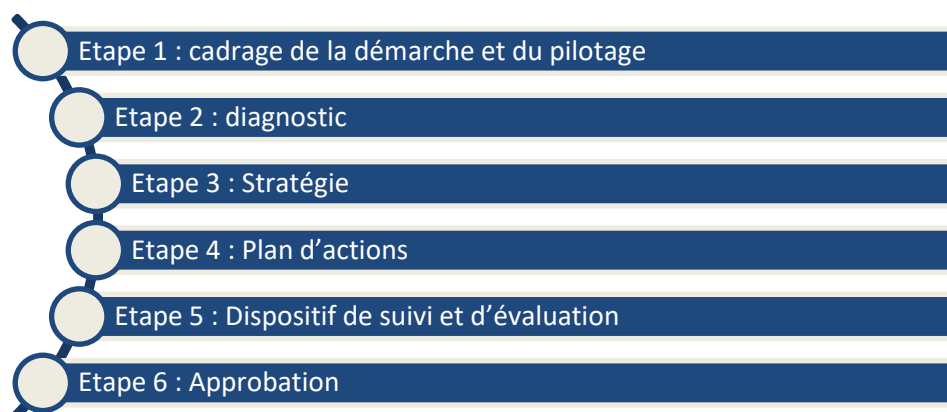 Etape 1 : cadrage de la démarche et du pilotage
Etape 2 : diagnostic
Etape 3 : Stratégie
Etape 4 : Plan d’actions
Etape 5 : Dispositif de suivi et d’évaluation
Etape 6 : Approbation